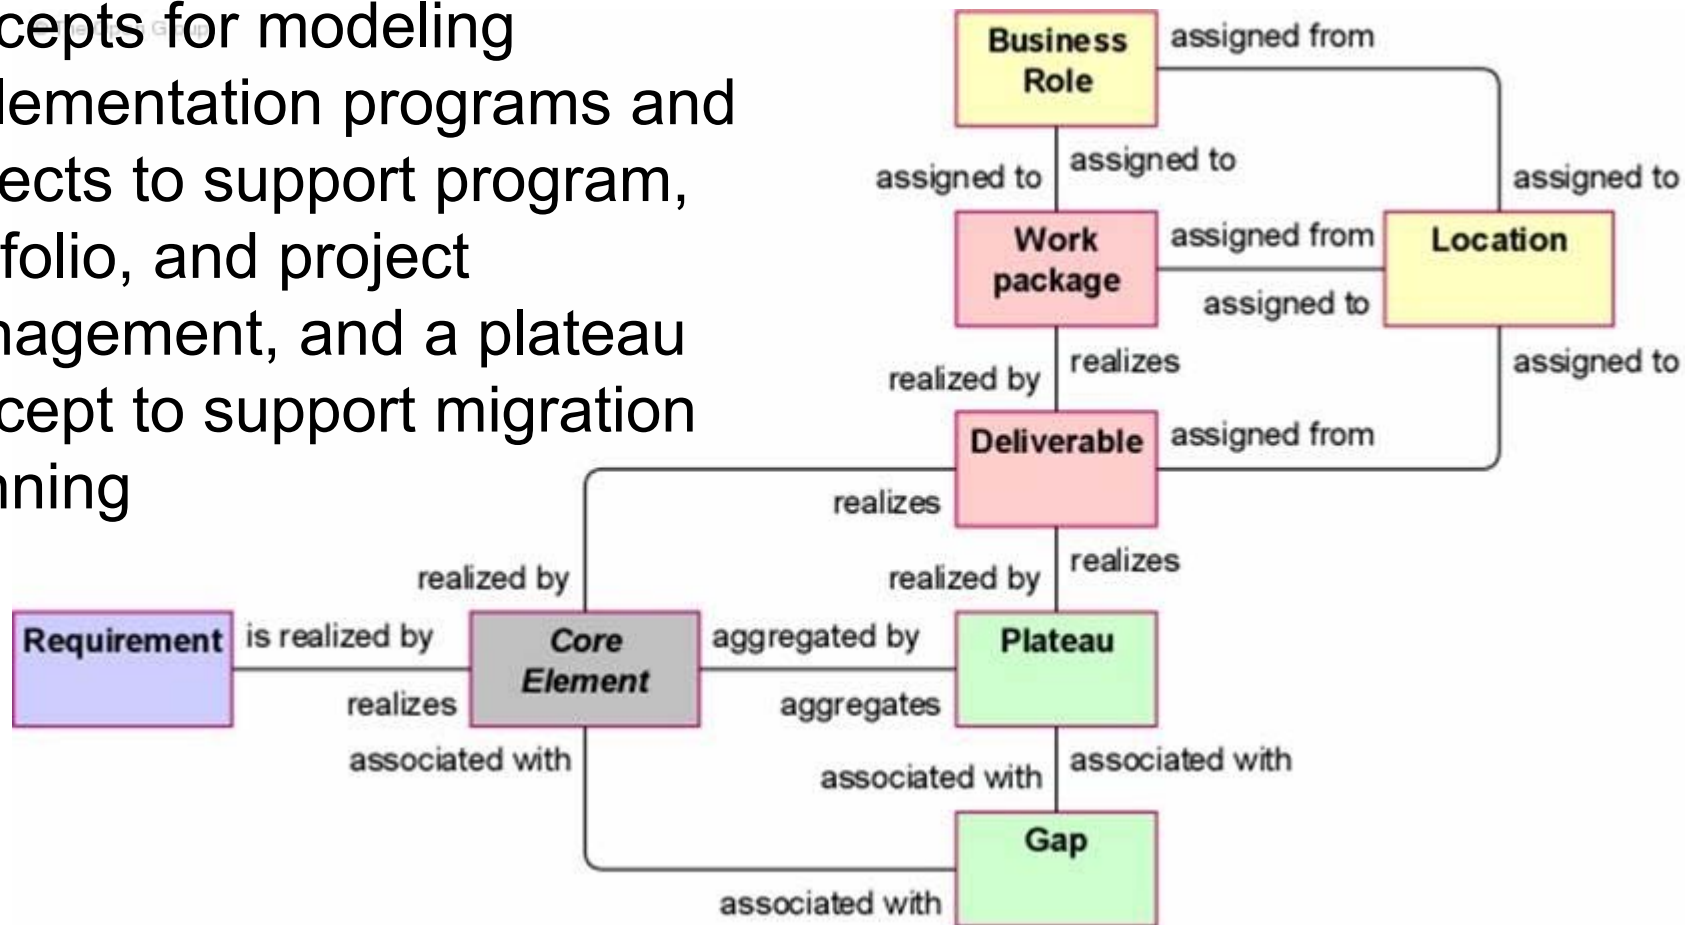 cepts for modeling
lementation programs and
ects to support program,
folio, and project
nagement, and a plateau
cept to support migration
nning
Business
Role
assigned from
assigned to
assigned to
assigned to
Work
package
assigned from
Location
assigned to
realized by
realizes
assigned to
Deliverable
assigned from
realizes
realized by
realized by
realizes
Requirement
is realized by
Core
Element
aggregated by
Plateau
realizes
aggregates
associated with
associated with
associated with
Gap
associated with